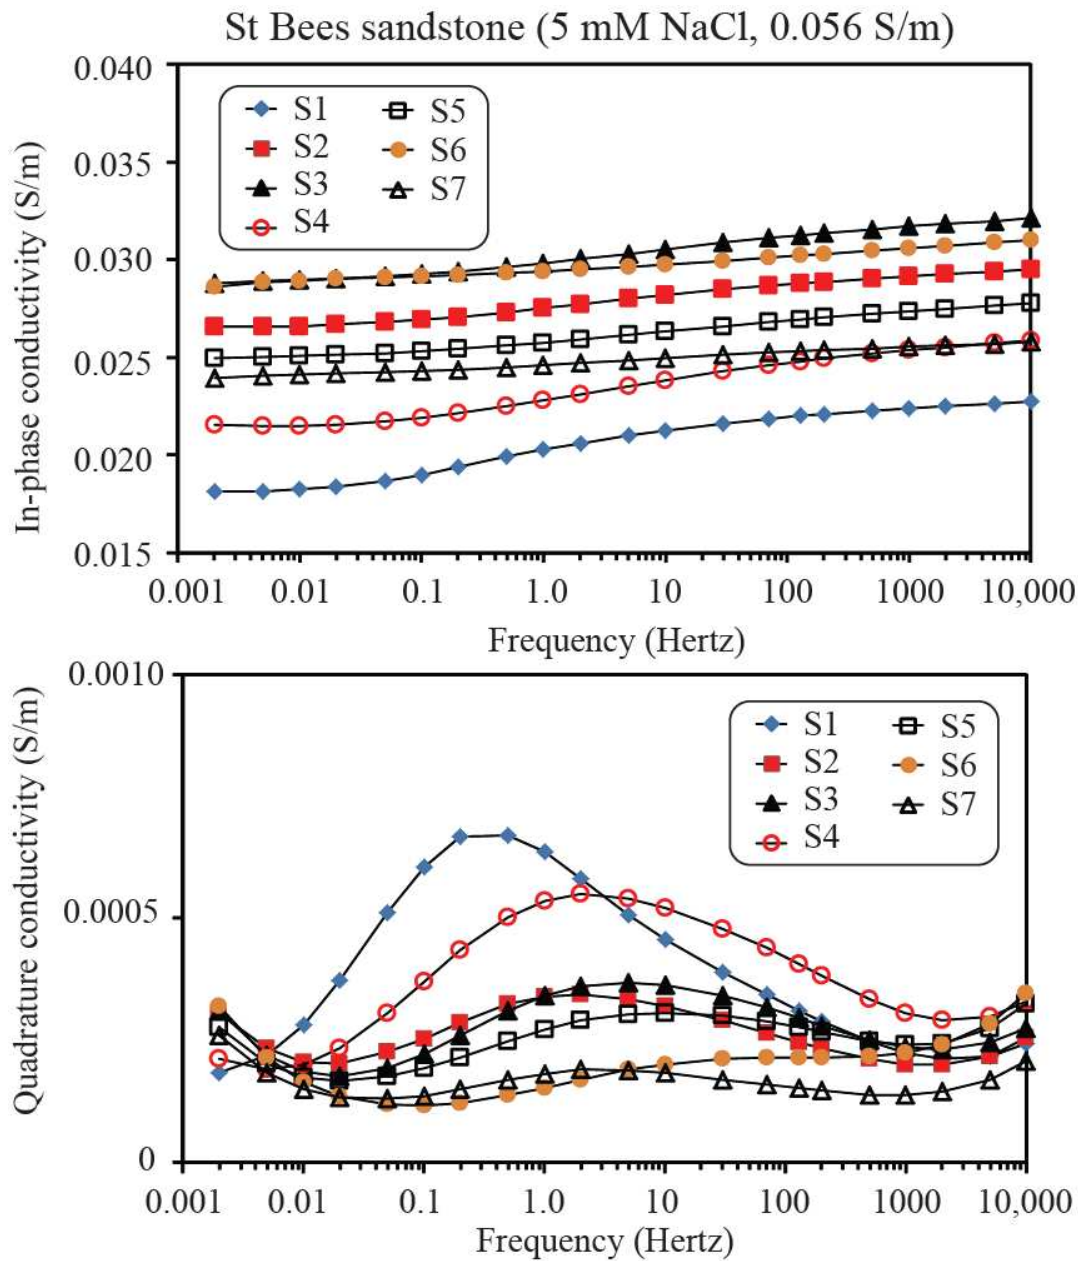 St Bees sandstone (5 mM NaCl, 0.056 S/m)
0.040
0.035
0.030
0.025
0.020
0.015
In-phase conductivity (S/m)
S1 S5
S2 S6
S3 S7
S4
0.001 0.01 0.1 1.0 10 100 1000 10,000
Frequency (Hertz)
0.0010
0.0005
0
Quadrature conductivity (S/m)
S1 S5
S2 S6
S3 S7
S4
0.001 0.01 0.1 1.0 10 100 1000 10,000
Frequency (Hertz)